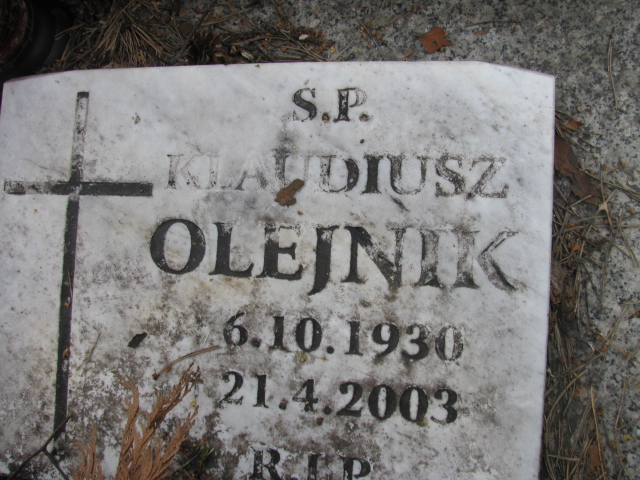 S.P.
KLAUDIUSZ
OLEJNIK
6.10.1930
21.4.2003
R.I.P.